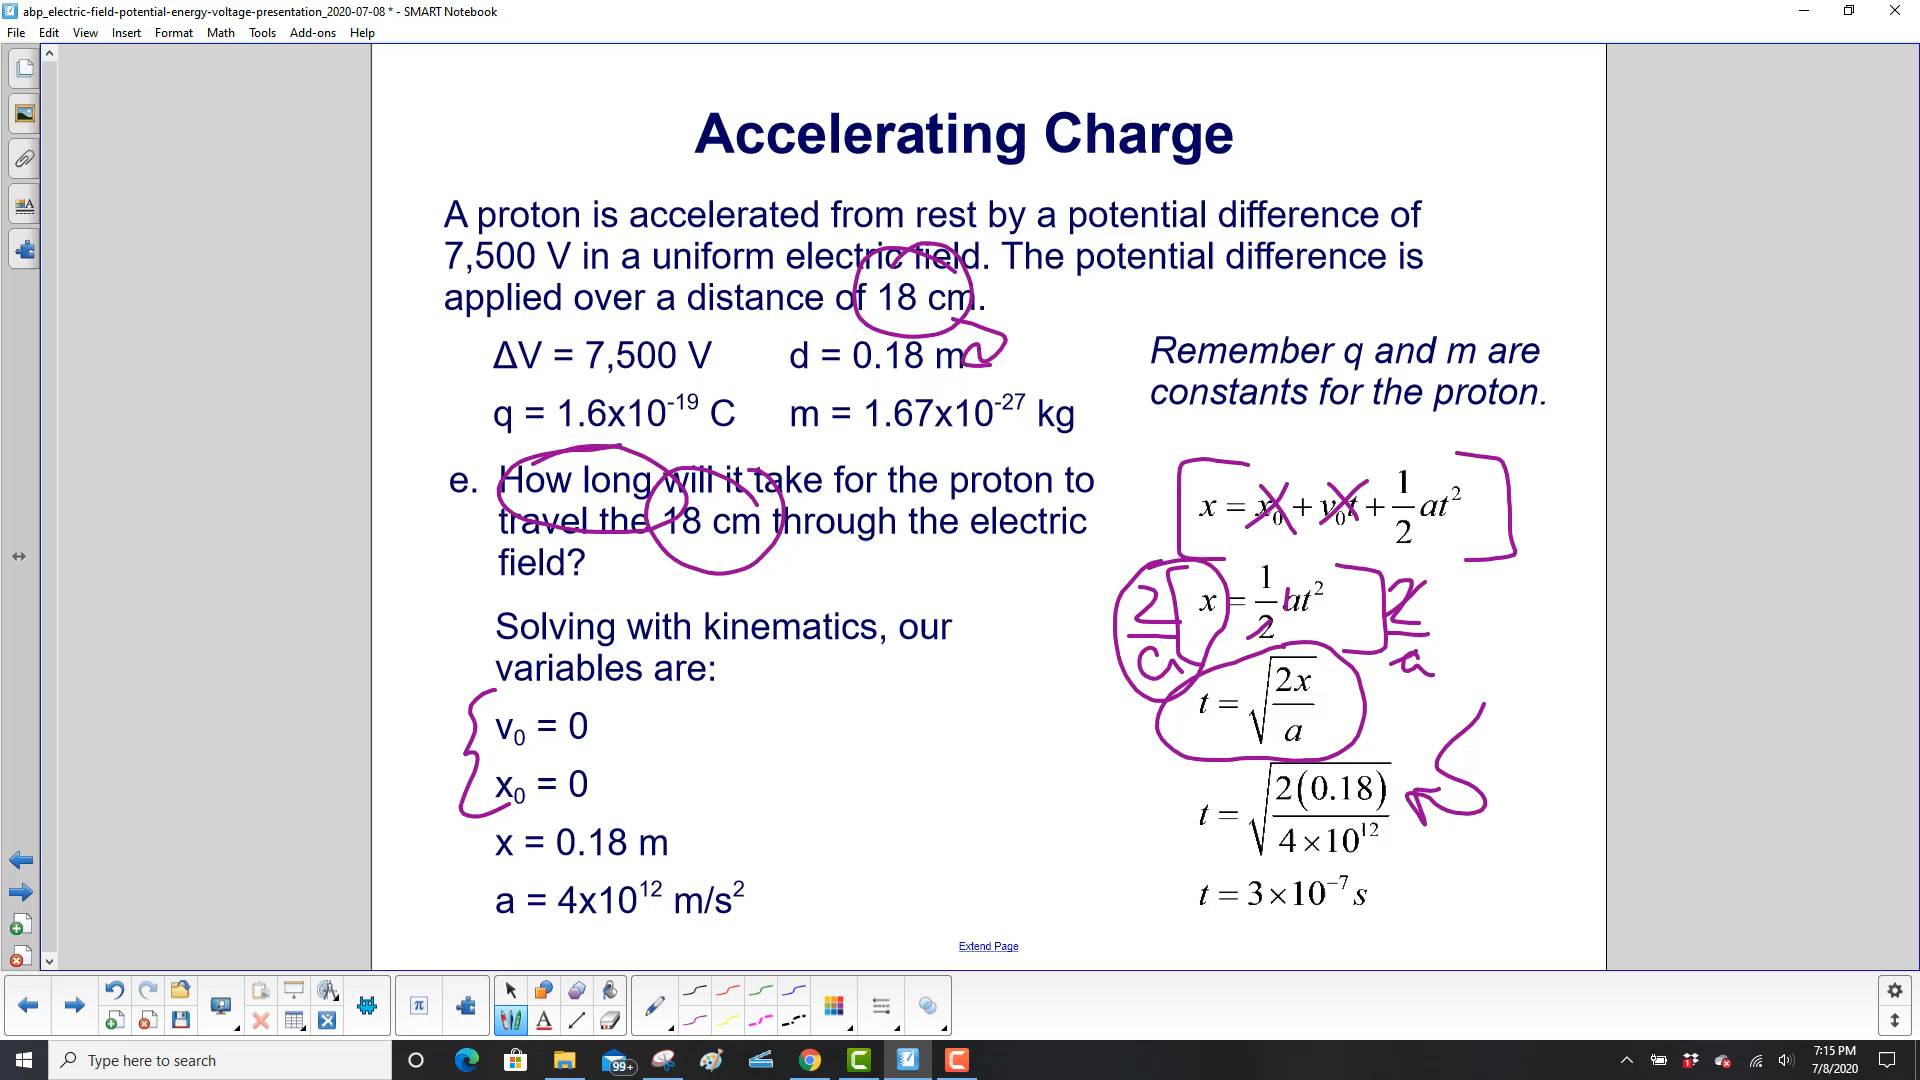 abp_electric-field-potential-energy-voltage-presentation_2020-07-08 * - SMART Notebook
File Edit View Insert Format Math Tools Add-ons Help
Accelerating Charge
A proton is accelerated from rest by a potential difference of
7,500 V in a uniform electric field. The potential difference is
applied over a distance of 18 cm.
ΔV = 7,500 V d = 0.18 m
q = 1.6x10⁻¹⁹ C m = 1.67x10⁻²⁷ kg
Remember q and m are
constants for the proton.
e. How long will it take for the proton to
travel the 18 cm through the electric
field?
Solving with kinematics, our
variables are:
v₀ = 0
x₀ = 0
x = 0.18 m
a = 4x10¹² m/s²
x = x₀ + v₀t + 1/2 at²
2/a [ x = 1/2 at² ] 2/a
t = √(2x/a)
t = √(2(0.18)/4×10¹²)
t = 3×10⁻⁷ s
Extend Page
π
A
Type here to search
99+
1
7:15 PM
7/8/2020